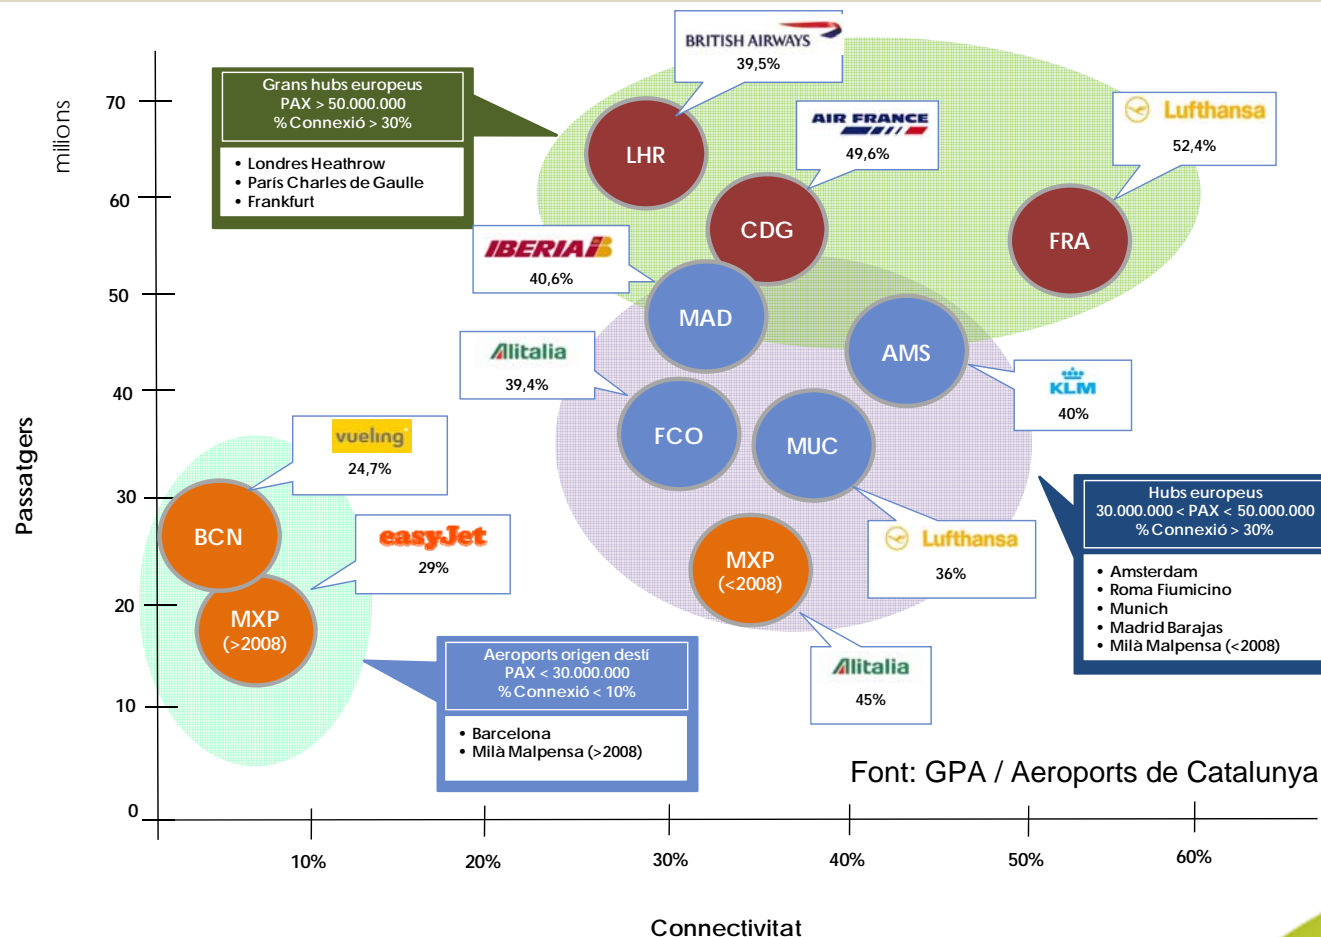 BRITISH AIRWAYS
39,5%
milions
70
60
50
40
30
20
10
0
Passatgers
Grans hubs europeus
PAX > 50.000.000
% Connexió > 30%
• Londres Heathrow
• París Charles de Gaulle
• Frankfurt
LHR
AIR FRANCE
49,6%
Lufthansa
52,4%
CDG
FRA
IBERIA
40,6%
MAD
AMS
Alitalia
39,4%
KLM
40%
FCO
MUC
vueling
24,7%
BCN
easyJet
29%
MXP
(>2008)
MXP
(<2008)
Lufthansa
36%
Alitalia
45%
Hubs europeus
30.000.000 < PAX < 50.000.000
% Connexió > 30%
• Amsterdam
• Roma Fiumicino
• Munich
• Madrid Barajas
• Milà Malpensa (<2008)
Aeroports origen destí
PAX < 30.000.000
% Connexió < 10%
• Barcelona
• Milà Malpensa (>2008)
Font: GPA / Aeroports de Catalunya
10%
20%
30%
40%
50%
60%
Connectivitat